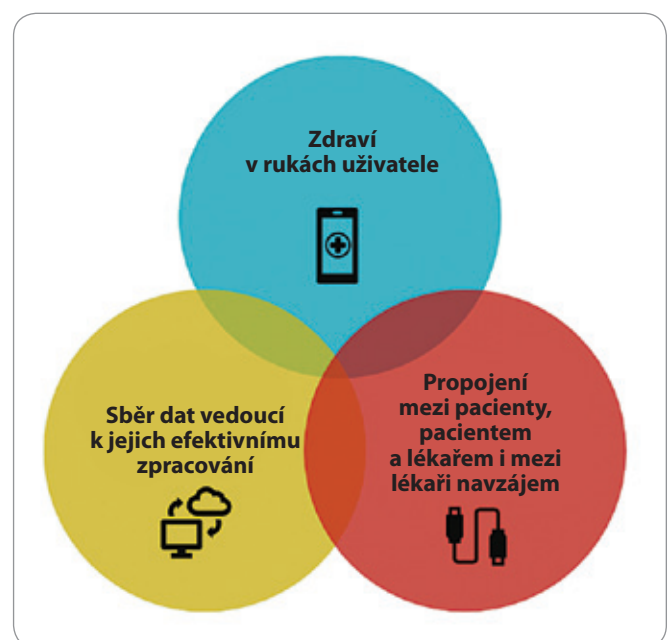 Zdraví
v rukách uživatele
Sběr dat vedoucí
k jejich efektivnímu
zpracování
Propojení
mezi pacienty,
pacientem
a lékařem i mezi
lékaři navzájem